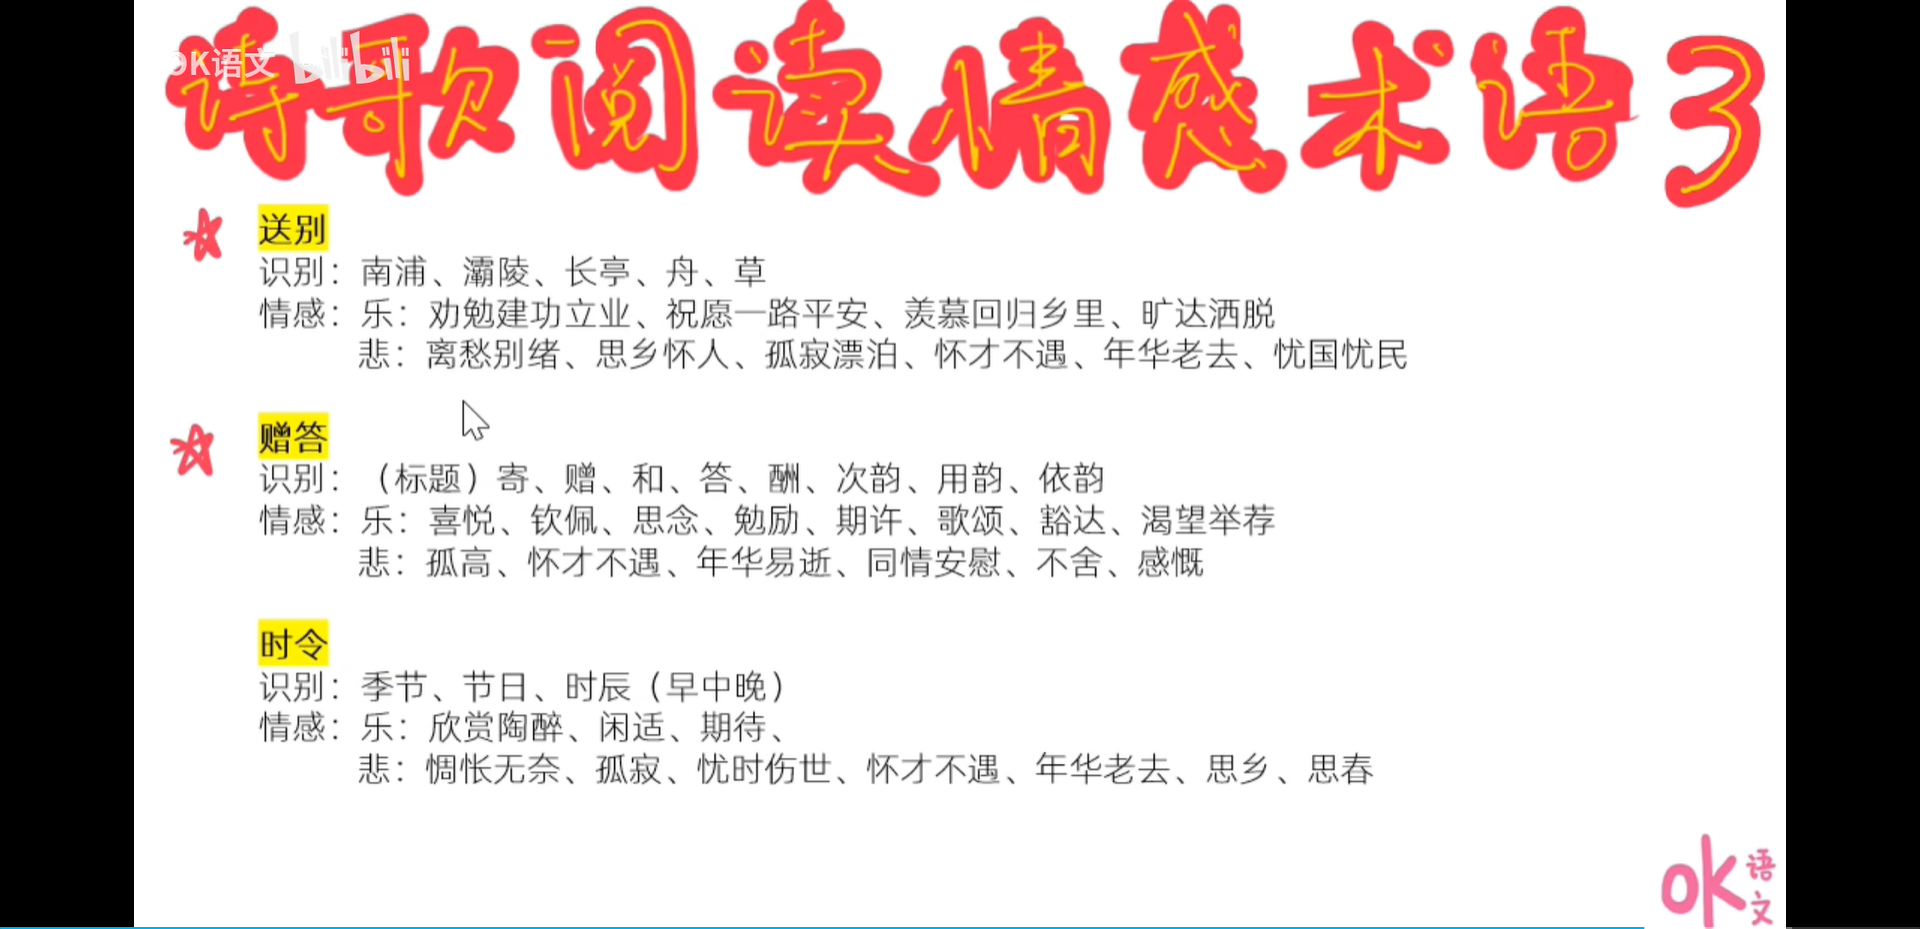 诗歌阅读情感术语3
OK语文 bilibili
送别
识别：南浦、灞陵、长亭、舟、草
情感：乐：劝勉建功立业、祝愿一路平安、羡慕回归乡里、旷达洒脱
悲：离愁别绪、思乡怀人、孤寂漂泊、怀才不遇、年华老去、忧国忧民
赠答
识别：（标题）寄、赠、和、答、酬、次韵、用韵、依韵
情感：乐：喜悦、钦佩、思念、勉励、期许、歌颂、豁达、渴望举荐
悲：孤高、怀才不遇、年华易逝、同情安慰、不舍、感慨
时令
识别：季节、节日、时辰（早中晚）
情感：乐：欣赏陶醉、闲适、期待、
悲：惆怅无奈、孤寂、忧时伤世、怀才不遇、年华老去、思乡、思春
ok语文